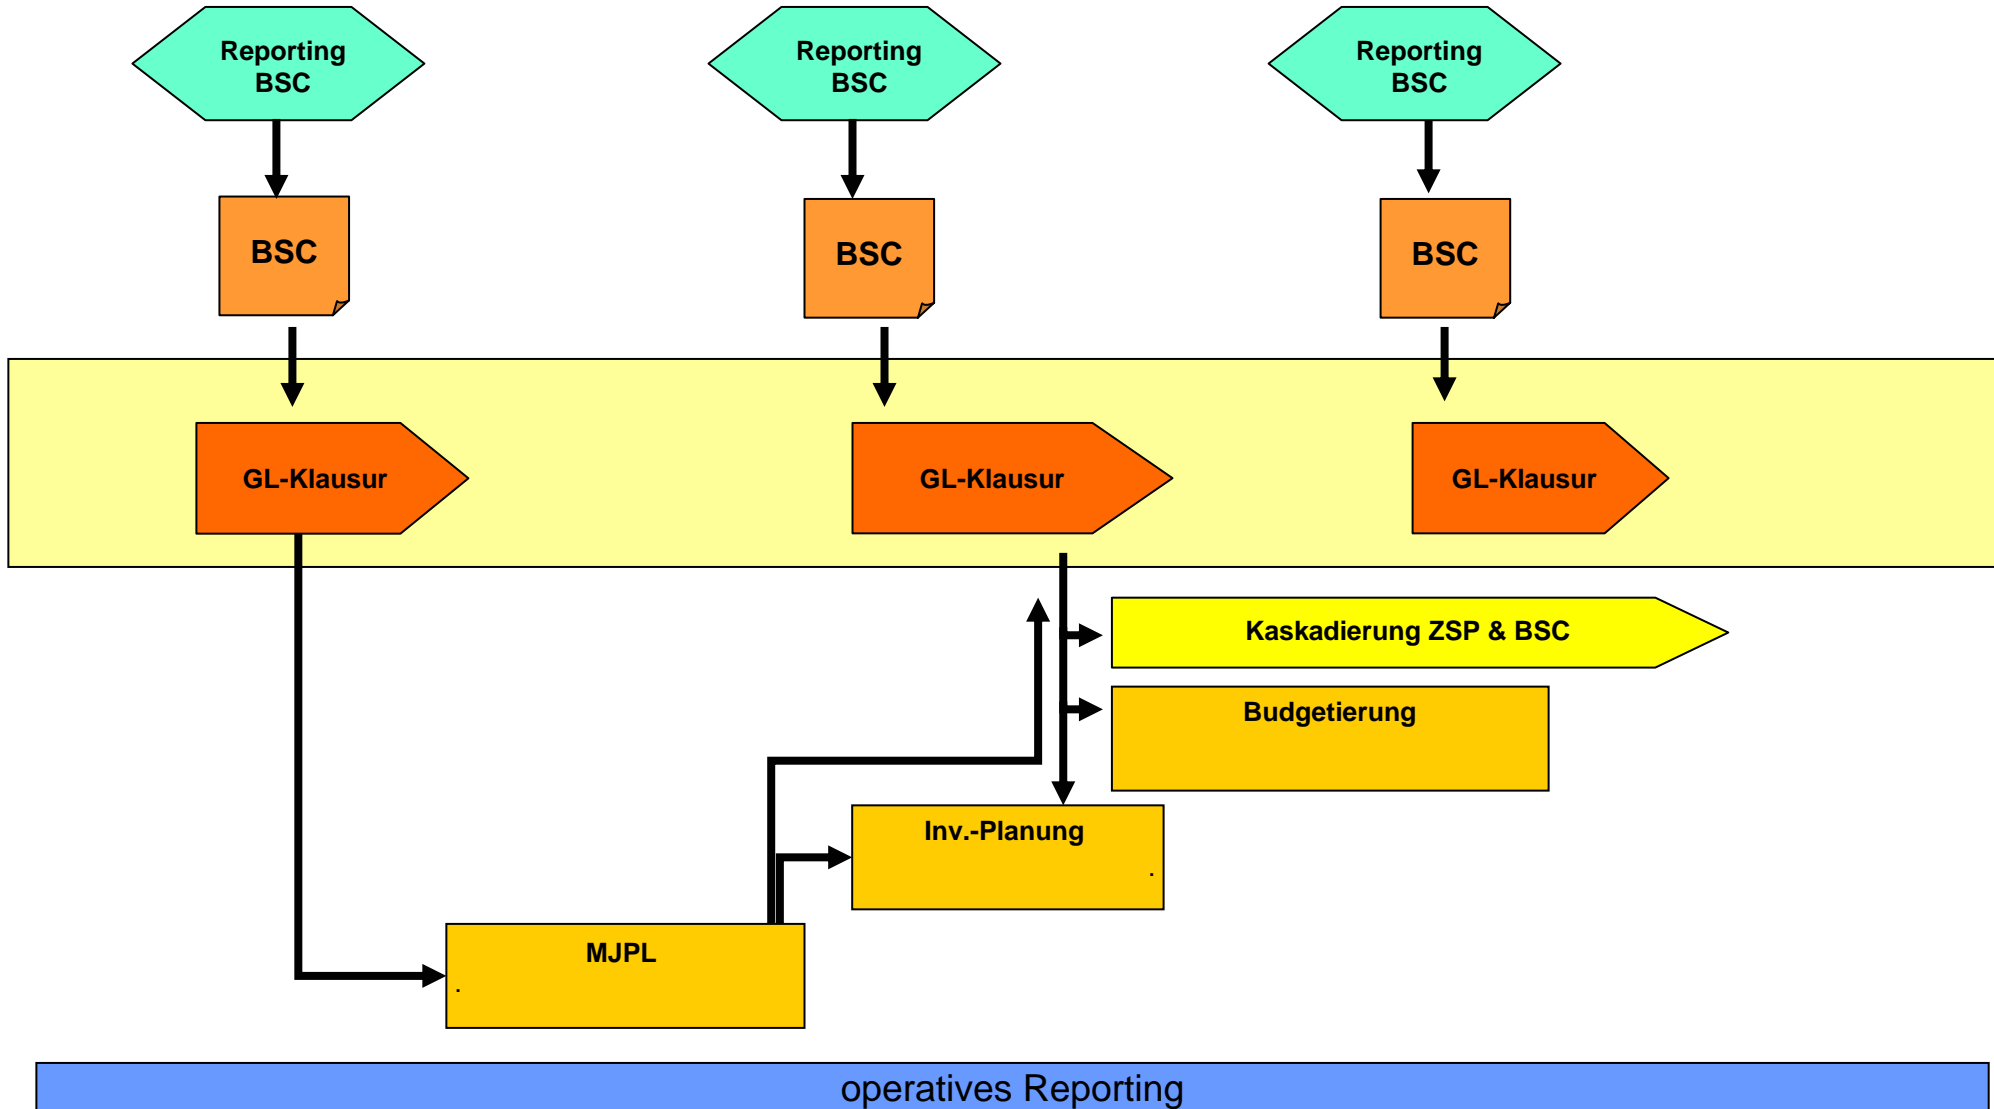 Reporting
BSC
Reporting
BSC
Reporting
BSC
BSC
BSC
BSC
GL-Klausur
GL-Klausur
GL-Klausur
Kaskadierung ZSP & BSC
Budgetierung
Inv.-Planung
.
MJPL
.
operatives Reporting